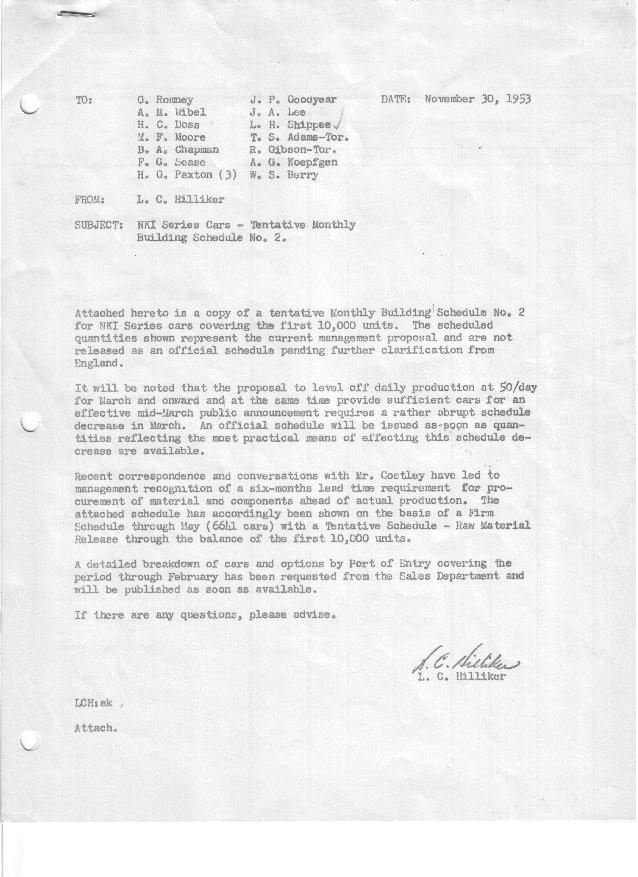 TO: G. Romney J. P. Goodyear DATE: November 30, 1953
A. M. Wibel J. A. Lee
H. C. Doss L. H. Shippee ✓
M. F. Moore T. S. Adams-Tor.
B. A. Chapman R. Gibson-Tor.
F. G. Sease A. G. Koepfgen
H. G. Paxton (3) W. S. Berry
FROM: L. C. Hilliker
SUBJECT: NKI Series Cars - Tentative Monthly
Building Schedule No. 2.
Attached hereto is a copy of a tentative Monthly Building Schedule No. 2
for NKI Series cars covering the first 10,000 units. The scheduled
quantities shown represent the current management proposal and are not
released as an official schedule pending further clarification from
England.
It will be noted that the proposal to level off daily production at 50/day
for March and onward and at the same time provide sufficient cars for an
effective mid-March public announcement requires a rather abrupt schedule
decrease in March. An official schedule will be issued as soon as quan-
tities reflecting the most practical means of effecting this schedule de-
crease are available.
Recent correspondence and conversations with Mr. Costley have led to
management recognition of a six-months lead time requirement for pro-
curement of material and components ahead of actual production. The
attached schedule has accordingly been shown on the basis of a Firm
Schedule through May (6641 cars) with a Tentative Schedule - Raw Material
Release through the balance of the first 10,000 units.
A detailed breakdown of cars and options by Port of Entry covering the
period through February has been requested from the Sales Department and
will be published as soon as available.
If there are any questions, please advise.
L. C. Hilliker
L. C. Hilliker
LCH:ak
Attach.